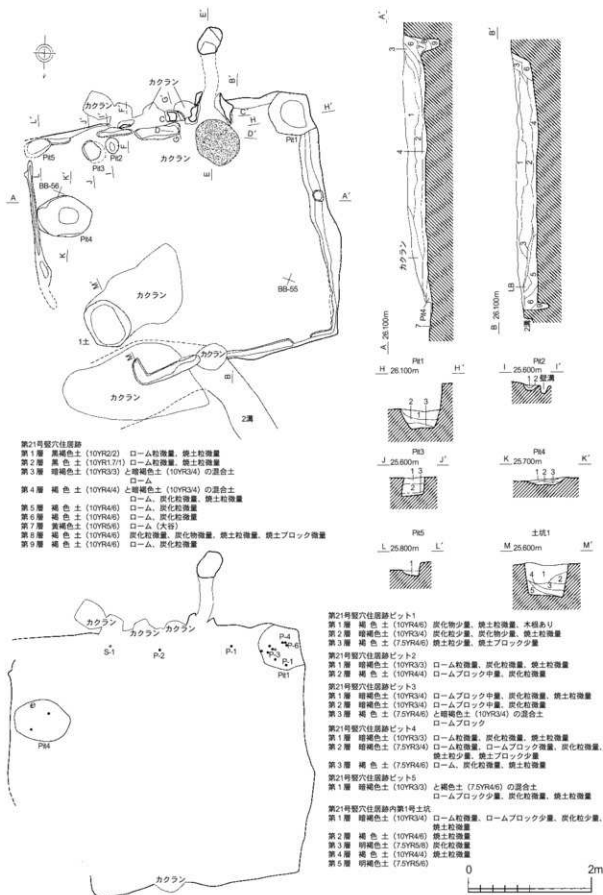 E'
B'
カクラン
G'
F'
J'
L'
C
C'
H
H'
D
D'
Pit1
Pit5
Pit3
Pit2
カクラン
E
F
G
I
J
L
K'
BB-56
A
A'
Pit4
K
BB-55
M'
1土
M
カクラン
B
カクラン
2溝
A'
B'
カクラン
Pit4
A 26.100m
LB
2溝
B 26.100m
Pit1
H 26.100m H'
Pit2
I 25.600m I'
1 2 壁溝
Pit3
J 25.600m J'
Pit4
K 25.700m K'
Pit5
L 25.800m L'
土坑1
M 25.600m M'
第21号竪穴住居跡
第1層 黒褐色土(10YR2/2) ローム粒微量、焼土粒微量
第2層 黒色土(10YR1.7/1)ローム粒微量、焼土粒微量
第3層 暗褐色土(10YR3/3)と暗褐色土(10YR3/4)の混合土
ローム
第4層 褐色土(10YR4/4)と暗褐色土(10YR3/4)の混合土
ローム、炭化粒微量、焼土粒微量
第5層 褐色土(10YR4/6) ローム、炭化粒微量
第6層 褐色土(10YR4/6) ローム、炭化粒微量
第7層 黄褐色土(10YR5/6) ローム(大谷)
第8層 褐色土(10YR4/6) 炭化粒微量、炭化物微量、焼土粒微量、焼土ブロック微量
第9層 褐色土(10YR4/6) ローム、炭化粒微量
カクラン
カクラン
S-1
P-2
P-1
P-4
P-6
P-3
P-1
Pit1
Pit4
カクラン
第21号竪穴住居跡ピット1
第1層 褐色土(10YR4/6)炭化物少量、焼土粒微量、木根あり
第2層 暗褐色土(10YR3/4)炭化粒少量、炭化物少量、焼土粒微量
第3層 褐色土(7.5YR4/6)焼土粒少量、焼土ブロック少量
第21号竪穴住居跡ピット2
第1層 暗褐色土(10YR3/3)ローム粒微量、炭化粒微量、焼土粒微量
第2層 褐色土(10YR4/4)ロームブロック中量、炭化粒微量
第21号竪穴住居跡ピット3
第1層 暗褐色土(10YR3/4)ロームブロック中量、炭化粒微量、焼土粒微量
第2層 暗褐色土(10YR3/4)ロームブロック中量、炭化粒微量
第3層 褐色土(7.5YR4/6)と暗褐色土(10YR3/4)の混合土
ロームブロック
第21号竪穴住居跡ピット4
第1層 暗褐色土(10YR3/3)ローム粒微量、炭化粒微量、焼土粒微量
第2層 暗褐色土(7.5YR3/4)ローム粒微量、ロームブロック微量、炭化粒微量、
焼土粒少量、焼土ブロック少量
第3層 褐色土(7.5YR4/6)ローム、炭化粒微量、焼土粒微量
第21号竪穴住居跡ピット5
第1層 暗褐色土(10YR3/3)と褐色土(7.5YR4/6)の混合土
ロームブロック少量、炭化粒微量、焼土粒微量
第21号竪穴住居跡内第1号土坑
第1層 暗褐色土(10YR3/4)ローム粒微量、ロームブロック少量、炭化粒少量、
焼土粒微量
第2層 褐色土(10YR4/6)焼土粒微量
第3層 明褐色土(7.5YR5/8)炭化粒微量
第4層 褐色土(10YR4/4)焼土粒微量
第5層 明褐色土(7.5YR5/6)
0 2m